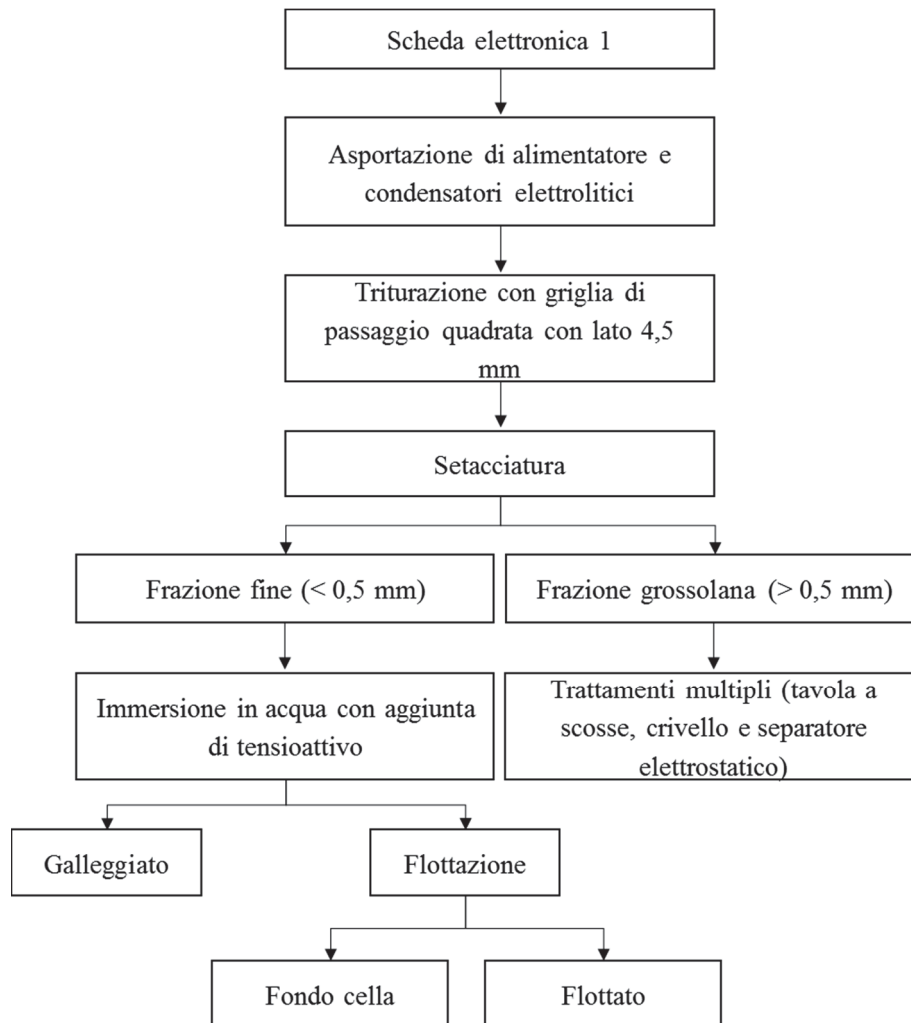 Scheda elettronica 1
Asportazione di alimentatore e
condensatori elettrolitici
Triturazione con griglia di
passaggio quadrata con lato 4,5
mm
Setacciatura
Frazione fine (< 0,5 mm)
Frazione grossolana (> 0,5 mm)
Immersione in acqua con aggiunta
di tensioattivo
Trattamenti multipli (tavola a
scosse, crivello e separatore
elettrostatico)
Galleggiato
Flottazione
Fondo cella
Flottato